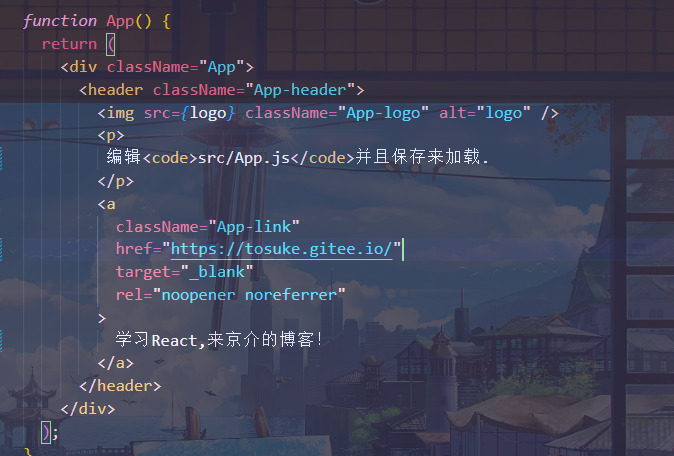 function App() {
return (
<div className="App">
<header className="App-header">
<img src={logo} className="App-logo" alt="logo" />
<p>
编辑<code>src/App.js</code>并且保存来加载.
</p>
<a
className="App-link"
href="https://tosuke.gitee.io/"
target="_blank"
rel="noopener noreferrer"
>
学习React,来京介的博客!
</a>
</header>
</div>
);
}